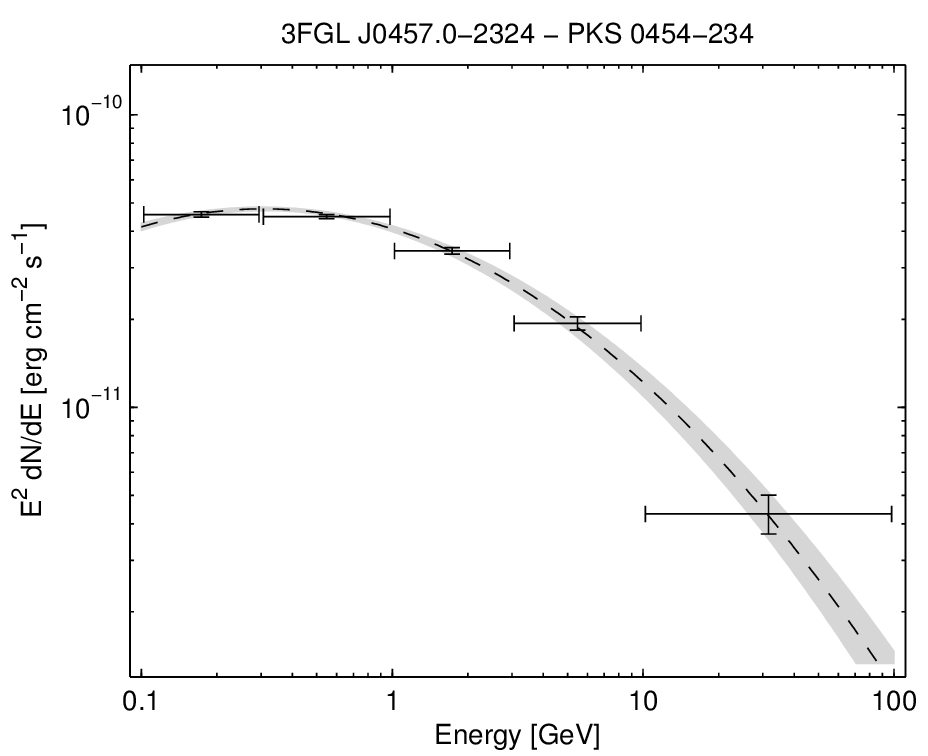 3FGL J0457.0−2324 − PKS 0454−234
10⁻¹⁰
10⁻¹¹
E² dN/dE [erg cm⁻² s⁻¹]
0.1 1 10 100
Energy [GeV]